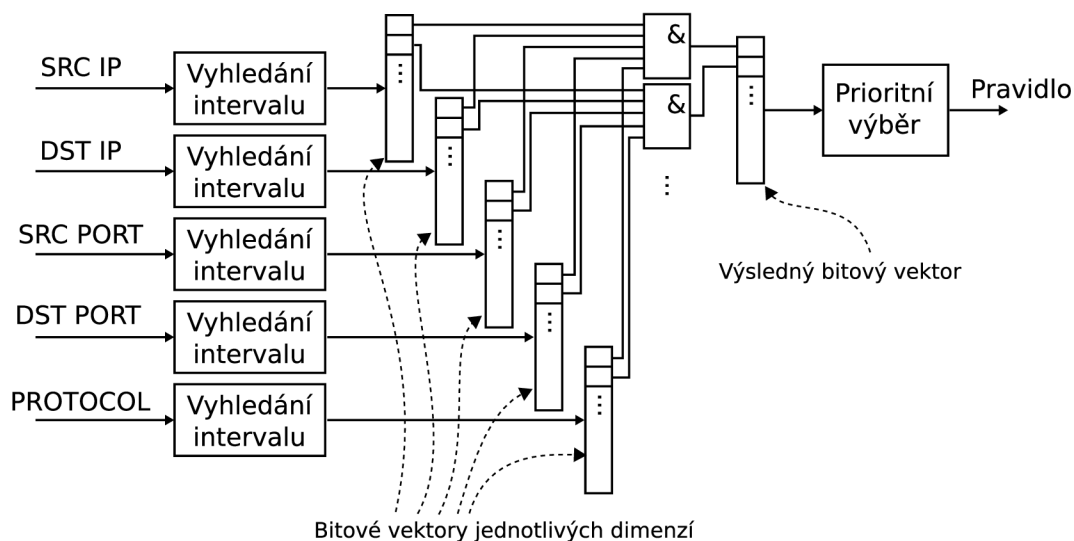 SRC IP
Vyhledání
intervalu
DST IP
Vyhledání
intervalu
SRC PORT
Vyhledání
intervalu
DST PORT
Vyhledání
intervalu
PROTOCOL
Vyhledání
intervalu
...
...
...
...
...
&
&
...
...
Prioritní
výběr
Pravidlo
Výsledný bitový vektor
Bitové vektory jednotlivých dimenzí